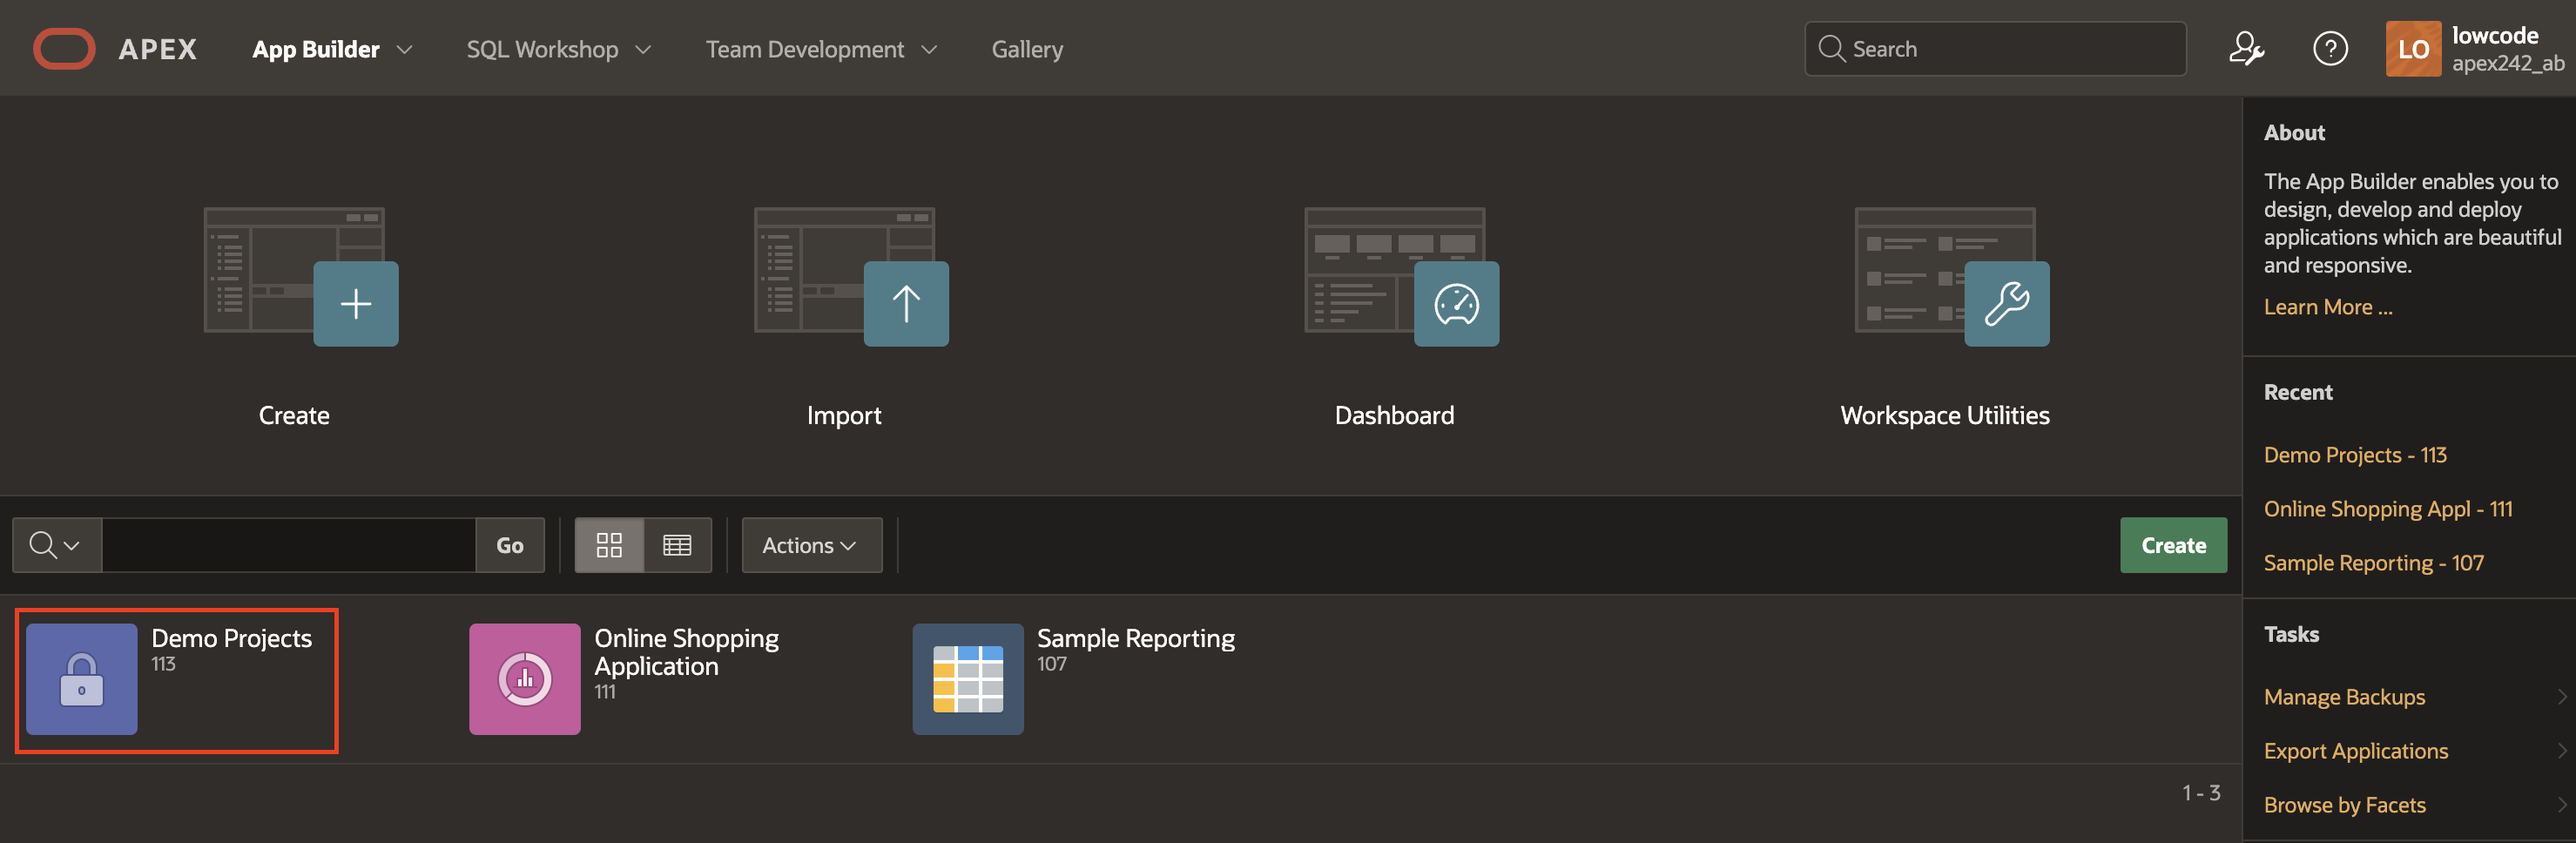 APEX
App Builder
SQL Workshop
Team Development
Gallery
Search
LO
lowcode
apex242_ab
Create
Import
Dashboard
Workspace Utilities
Go
Actions
Create
Demo Projects
113
Online Shopping
Application
111
Sample Reporting
107
1 - 3
About
The App Builder enables you to
design, develop and deploy
applications which are beautiful
and responsive.
Learn More ...
Recent
Demo Projects - 113
Online Shopping Appl - 111
Sample Reporting - 107
Tasks
Manage Backups
Export Applications
Browse by Facets